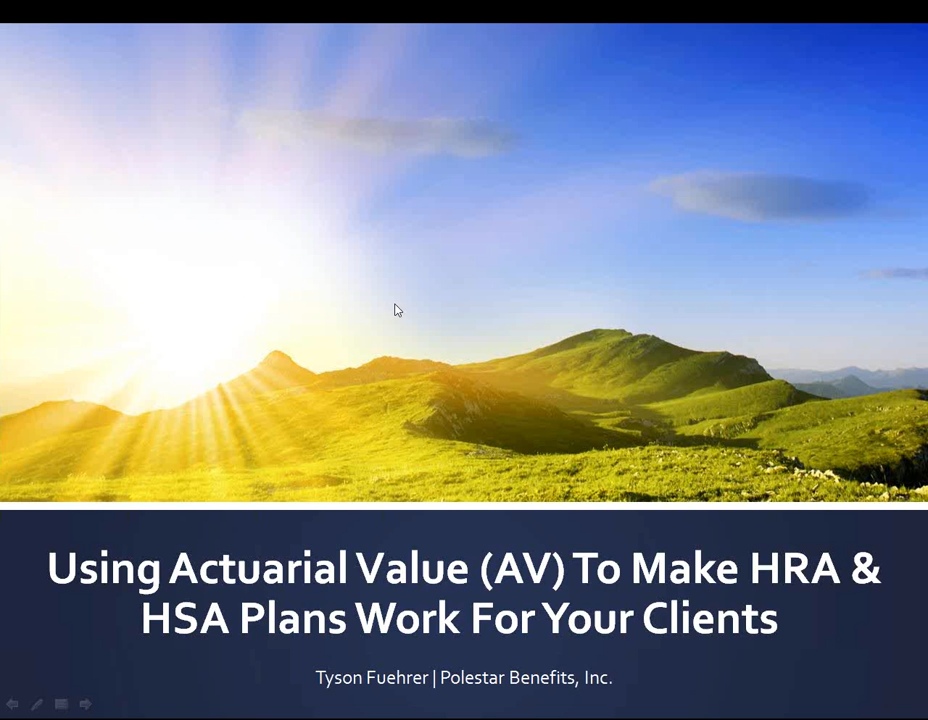 Using Actuarial Value (AV) To Make HRA &
HSA Plans Work For Your Clients
Tyson Fuehrer | Polestar Benefits, Inc.